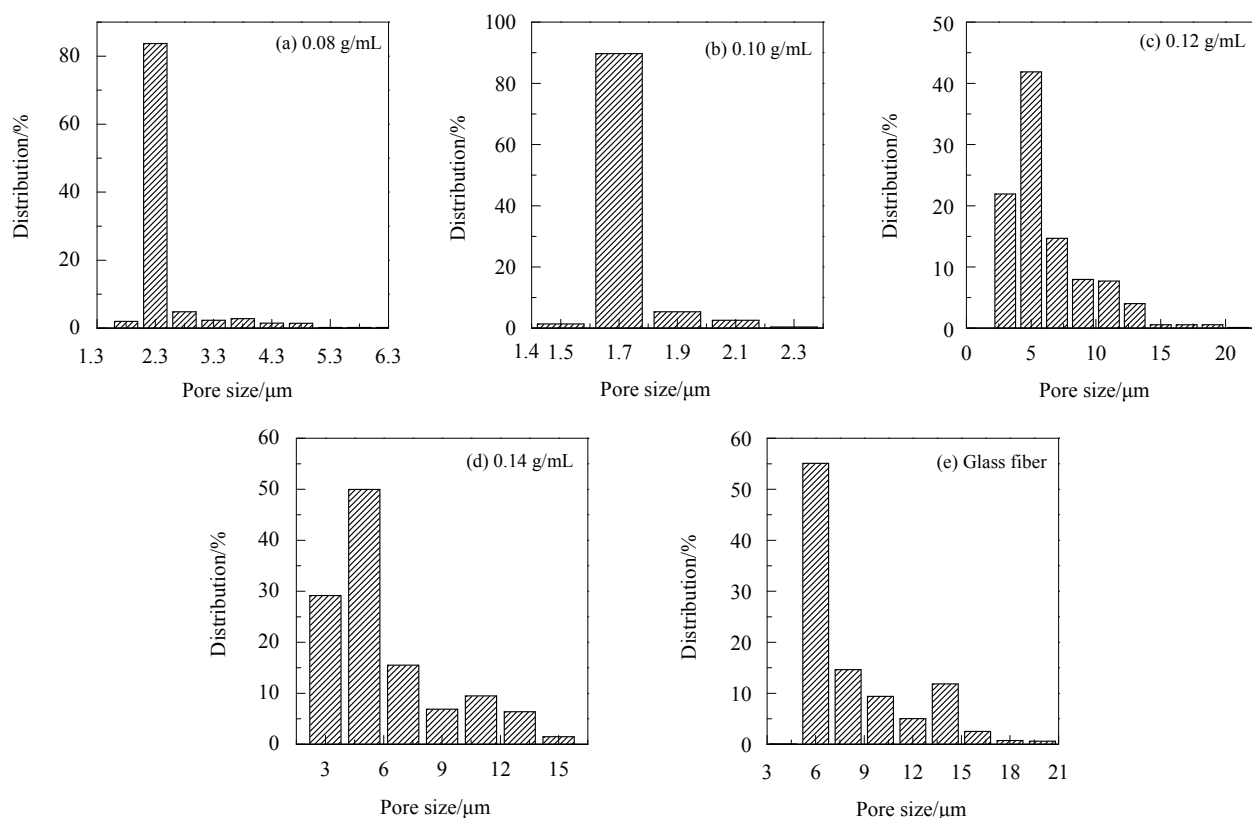 (a) 0.08 g/mL
80
60
40
20
0
Distribution/%
1.3 2.3 3.3 4.3 5.3 6.3
Pore size/μm
(b) 0.10 g/mL
100
80
60
40
20
0
Distribution/%
1.4 1.5 1.7 1.9 2.1 2.3
Pore size/μm
(c) 0.12 g/mL
50
40
30
20
10
0
Distribution/%
0 5 10 15 20
Pore size/μm
(d) 0.14 g/mL
60
50
40
30
20
10
0
Distribution/%
3 6 9 12 15
Pore size/μm
(e) Glass fiber
60
50
40
30
20
10
0
Distribution/%
3 6 9 12 15 18 21
Pore size/μm